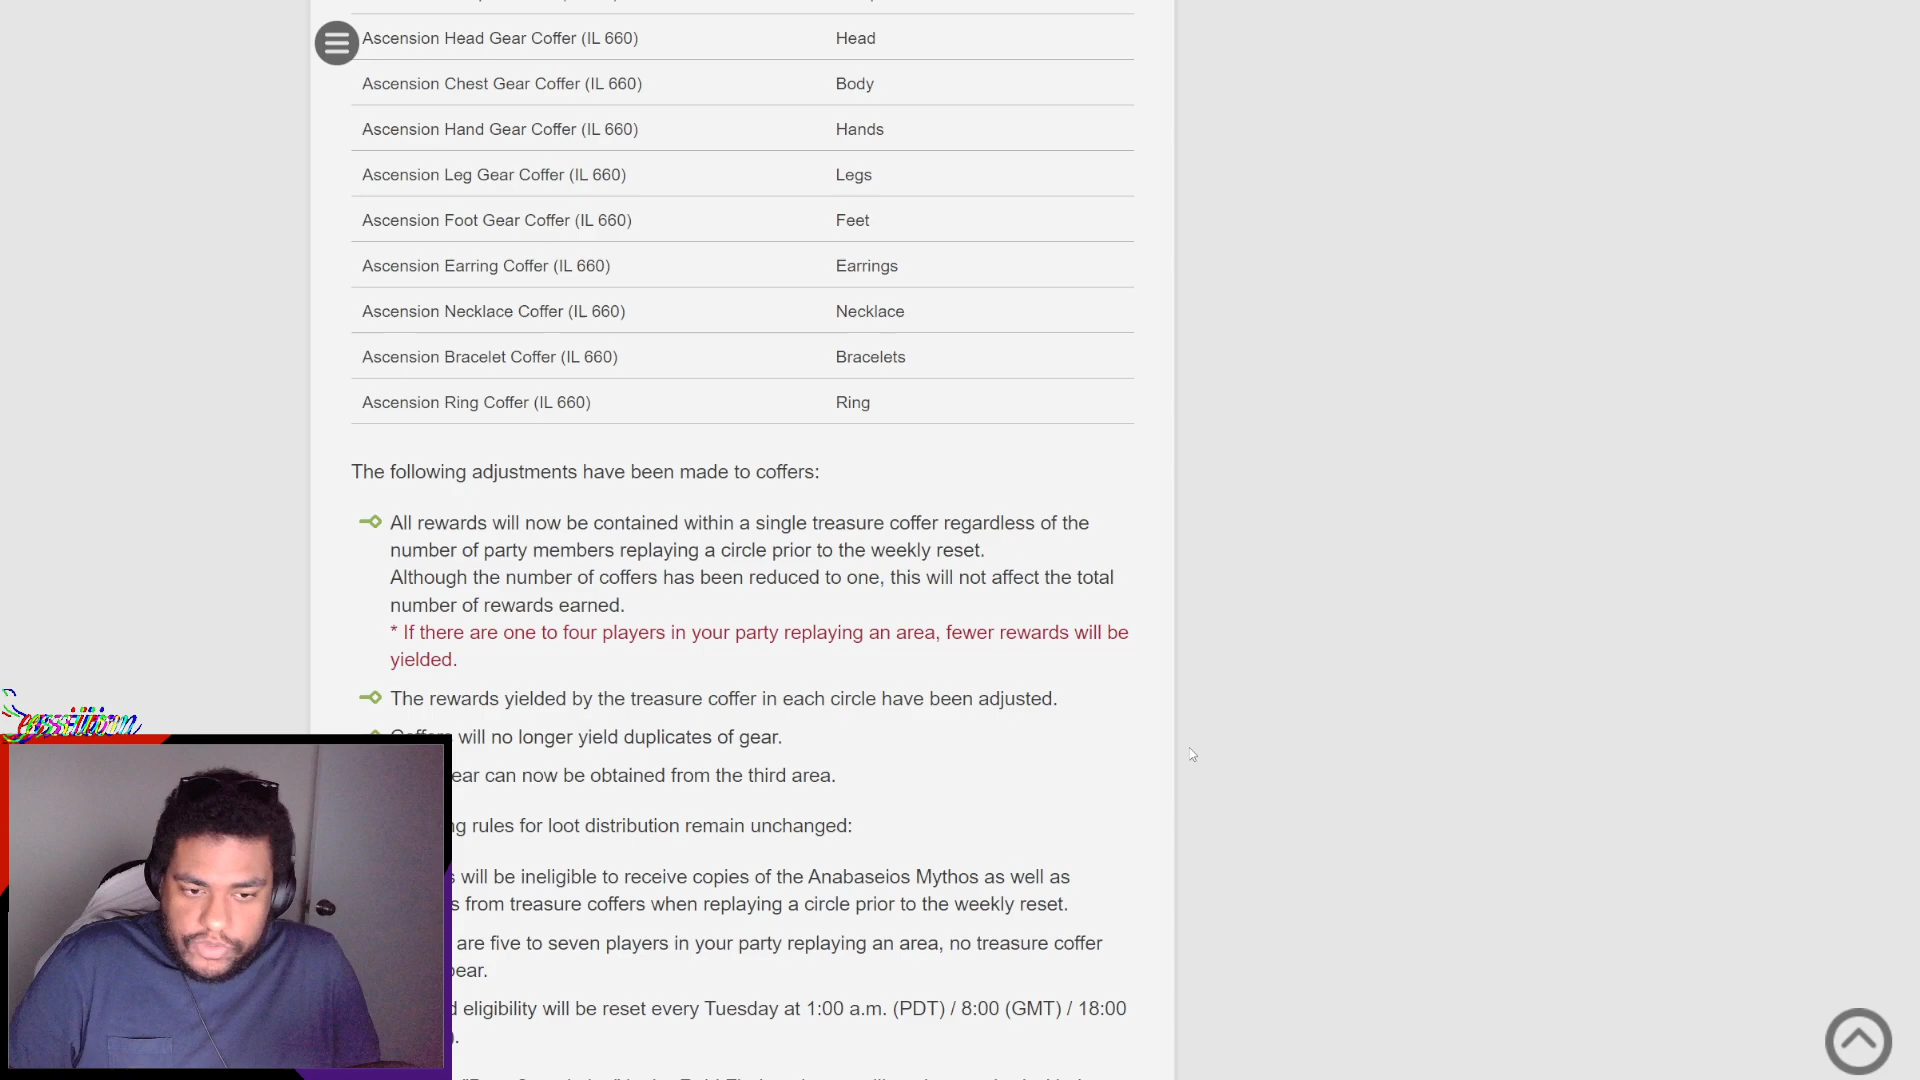 Ascension Head Gear Coffer (IL 660) Head
Ascension Chest Gear Coffer (IL 660) Body
Ascension Hand Gear Coffer (IL 660) Hands
Ascension Leg Gear Coffer (IL 660) Legs
Ascension Foot Gear Coffer (IL 660) Feet
Ascension Earring Coffer (IL 660) Earrings
Ascension Necklace Coffer (IL 660) Necklace
Ascension Bracelet Coffer (IL 660) Bracelets
Ascension Ring Coffer (IL 660) Ring
The following adjustments have been made to coffers:
All rewards will now be contained within a single treasure coffer regardless of the
number of party members replaying a circle prior to the weekly reset.
Although the number of coffers has been reduced to one, this will not affect the total
number of rewards earned.
* If there are one to four players in your party replaying an area, fewer rewards will be
yielded.
The rewards yielded by the treasure coffer in each circle have been adjusted.
Coffers will no longer yield duplicates of gear.
ear can now be obtained from the third area.
g rules for loot distribution remain unchanged:
s will be ineligible to receive copies of the Anabaseios Mythos as well as
s from treasure coffers when replaying a circle prior to the weekly reset.
are five to seven players in your party replaying an area, no treasure coffer
ear.
d eligibility will be reset every Tuesday at 1:00 a.m. (PDT) / 8:00 (GMT) / 18:00
).